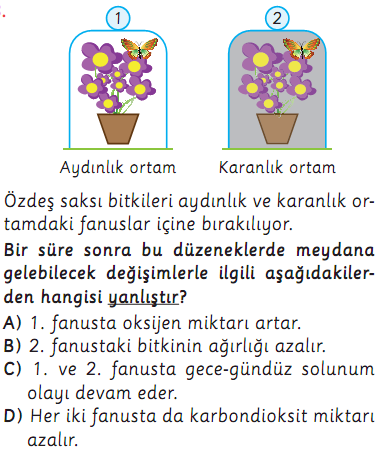 1 2
Aydınlık ortam Karanlık ortam
Özdeş saksı bitkileri aydınlık ve karanlık or-
tamdaki fanuslar içine bırakılıyor.
Bir süre sonra bu düzeneklerde meydana
gelebilecek değişimlerle ilgili aşağıdakiler-
den hangisi yanlıştır?
A) 1. fanusta oksijen miktarı artar.
B) 2. fanustaki bitkinin ağırlığı azalır.
C) 1. ve 2. fanusta gece-gündüz solunum
olayı devam eder.
D) Her iki fanusta da karbondioksit miktarı
azalır.